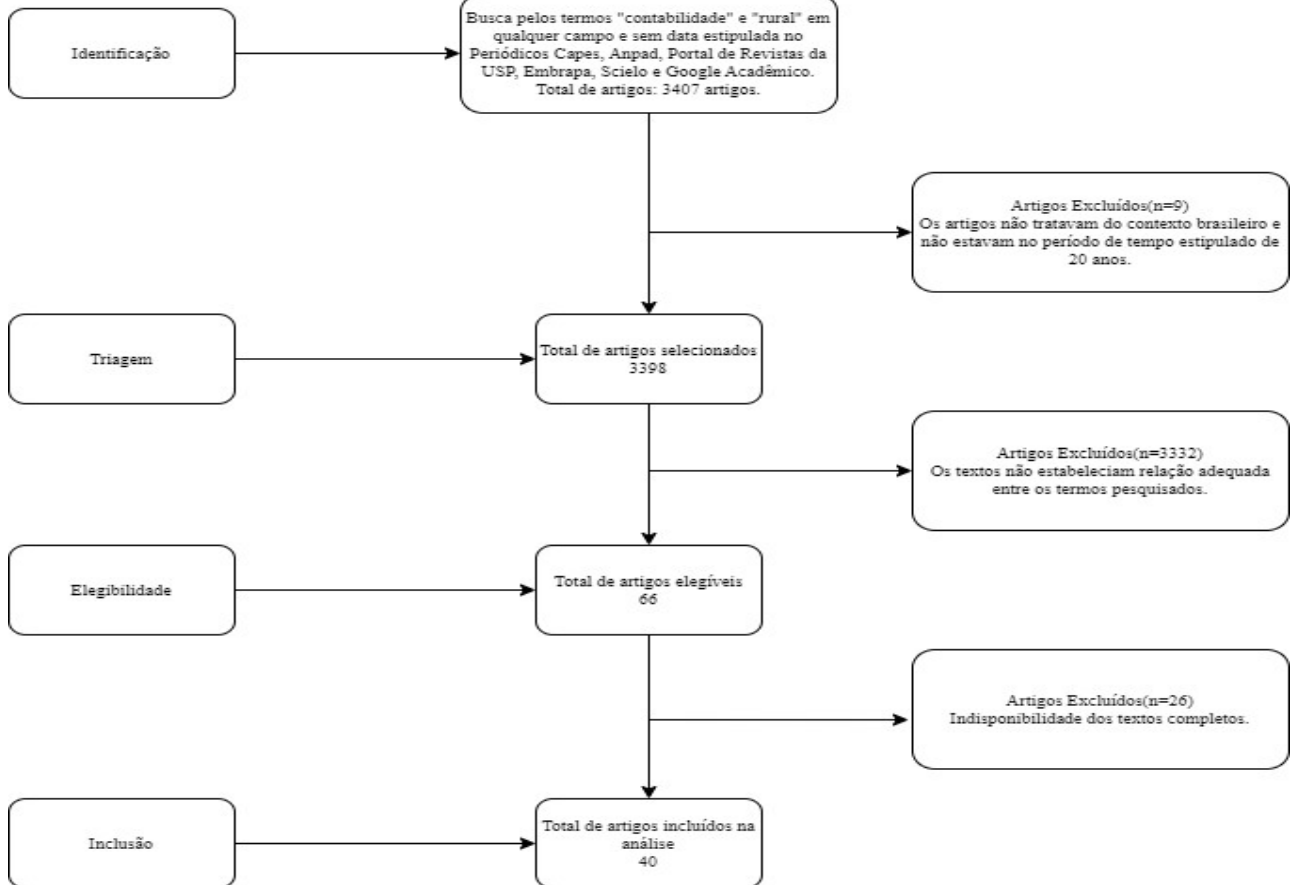 Identificação
Busca pelos termos "contabilidade" e "rural" em
qualquer campo e sem data estipulada no
Periódicos Capes, Anpad, Portal de Revistas da
USP, Embrapa, Scielo e Google Acadêmico.
Total de artigos: 3407 artigos.
Artigos Excluídos(n=9)
Os artigos não tratavam do contexto brasileiro e
não estavam no período de tempo estipulado de
20 anos.
Triagem
Total de artigos selecionados
3398
Artigos Excluídos(n=3332)
Os textos não estabeleciam relação adequada
entre os termos pesquisados.
Elegibilidade
Total de artigos elegíveis
66
Artigos Excluídos(n=26)
Indisponibilidade dos textos completos.
Inclusão
Total de artigos incluídos na
análise
40